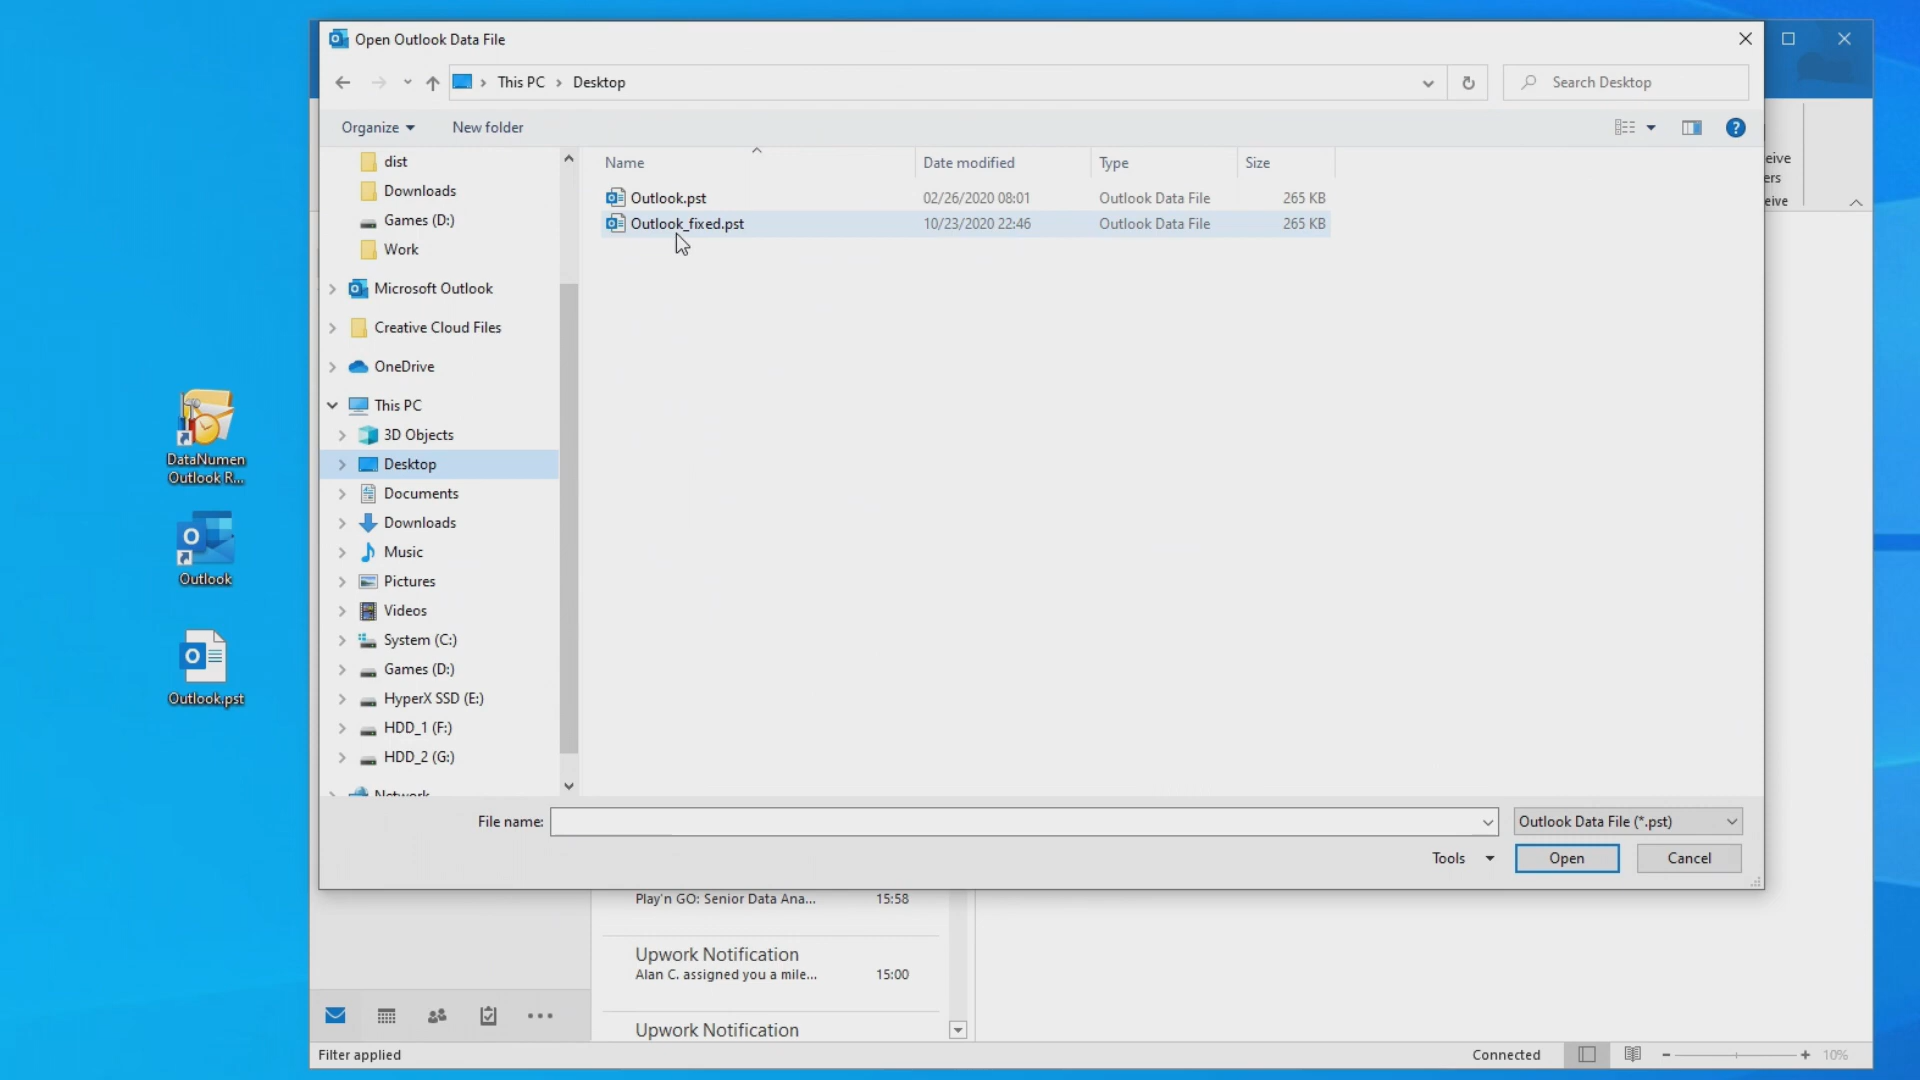 Open Outlook Data File
This PC
Desktop
Search Desktop
Organize
New folder
?
Name
Date modified
Type
Size
Outlook.pst
02/26/2020 08:01
Outlook Data File
265 KB
Outlook_fixed.pst
10/23/2020 22:46
Outlook Data File
265 KB
dist
Downloads
Games (D:)
Work
Microsoft Outlook
Creative Cloud Files
OneDrive
This PC
3D Objects
Desktop
Documents
Downloads
Music
Pictures
Videos
System (C:)
Games (D:)
HyperX SSD (E:)
HDD_1 (F:)
HDD_2 (G:)
Network
File name:
Outlook Data File (*.pst)
Tools
Open
Cancel
eive
ers
eive
DataNumen
Outlook R...
Outlook
Outlook.pst
Play'n GO: Senior Data Ana...
15:58
Upwork Notification
Alan C. assigned you a mile...
15:00
Upwork Notification
Filter applied
Connected
10%